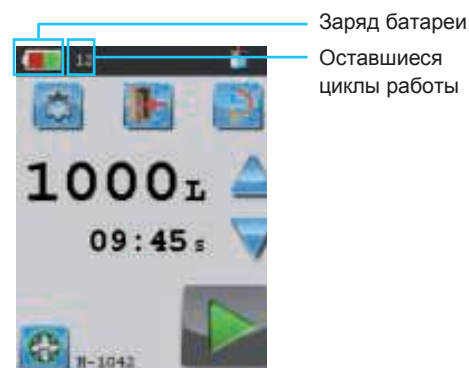 Заряд батареи
Оставшиеся
циклы работы
12
1000L
09:45s
H-1042